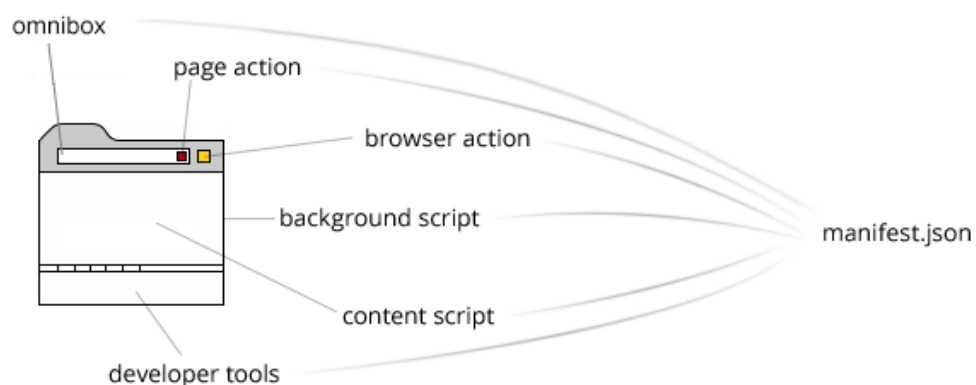 omnibox
page action
browser action
background script
manifest.json
content script
developer tools